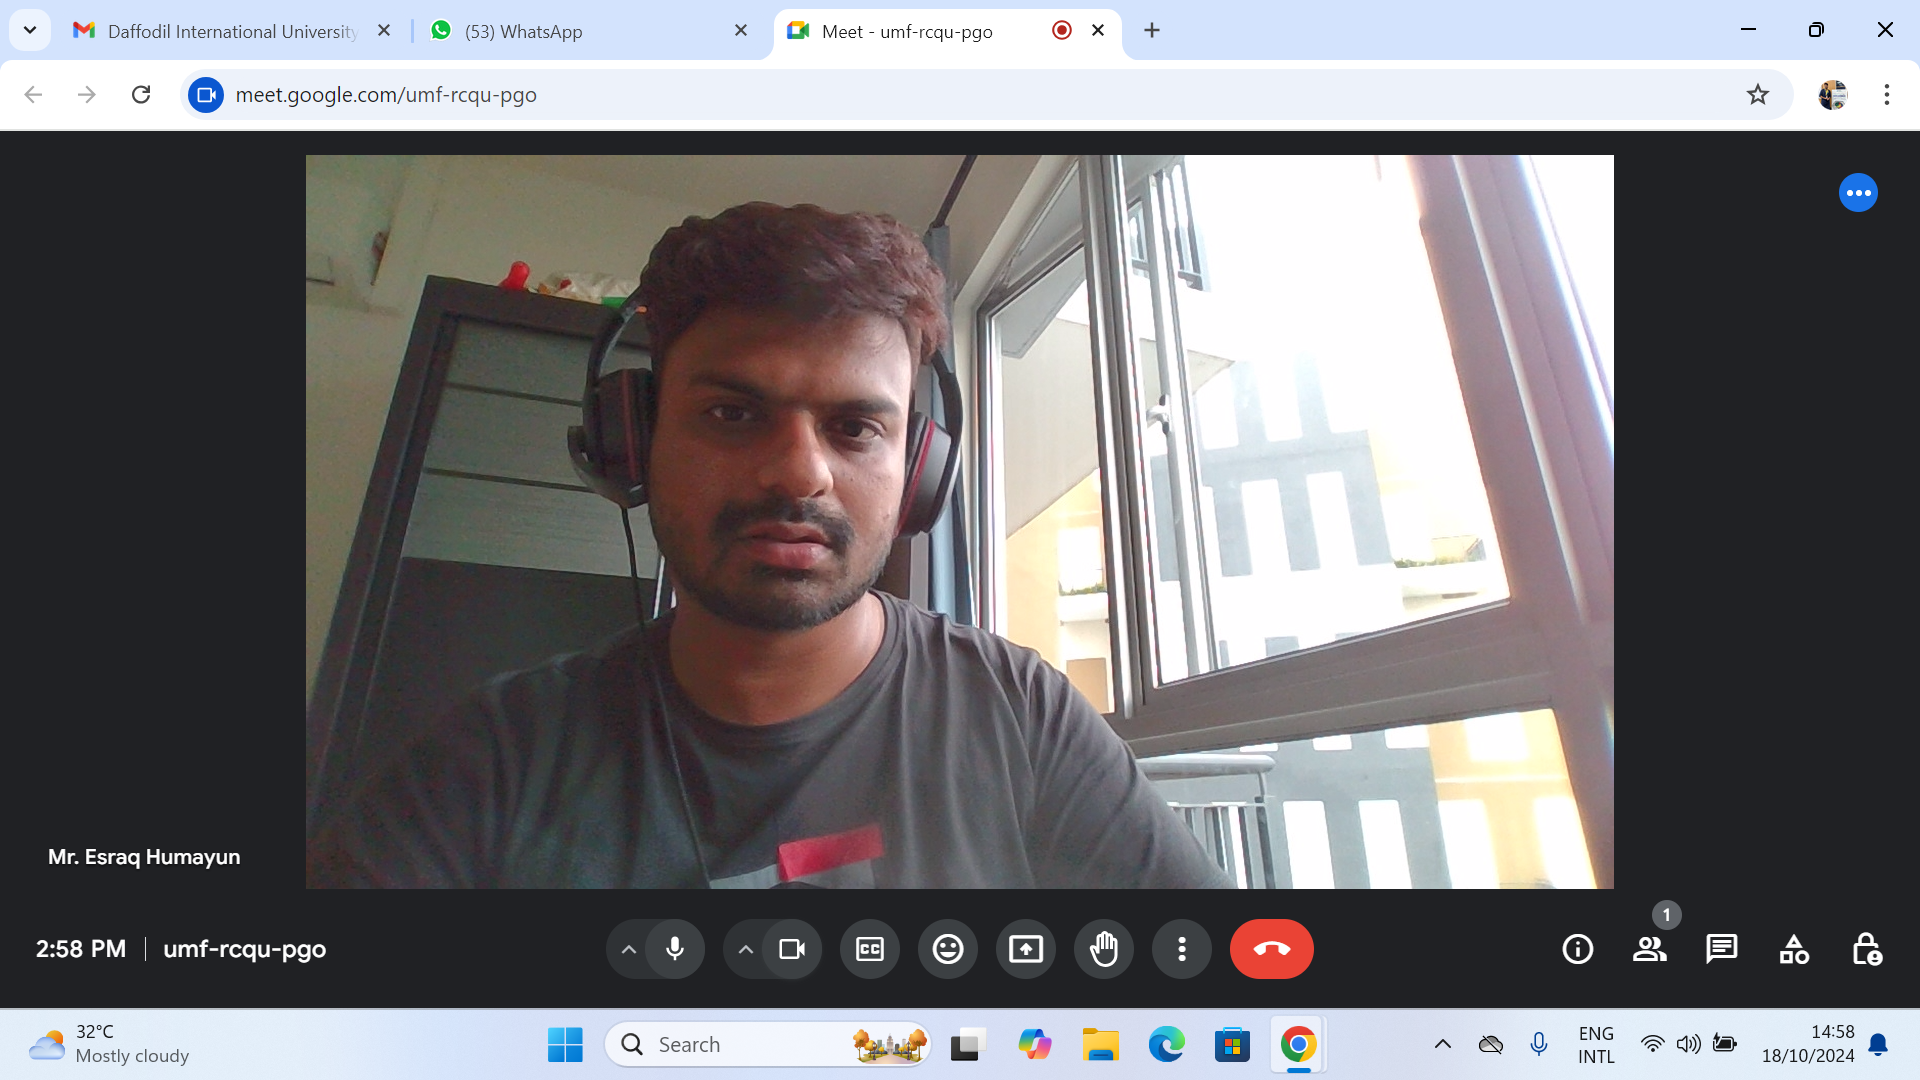 Daffodil International University
(53) WhatsApp
Meet - umf-rcqu-pgo
meet.google.com/umf-rcqu-pgo
Mr. Esraq Humayun
2:58 PM
umf-rcqu-pgo
CC
1
32°C
Mostly cloudy
Search
ENG
INTL
14:58
18/10/2024